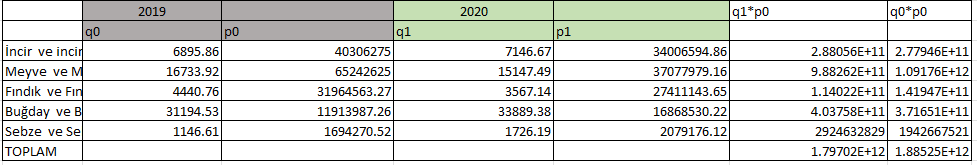 2019 2020 q1*p0 q0*p0
q0 p0 q1 p1
İncir ve incir 6895.86 40306275 7146.67 34006594.86 2.88056E+11 2.77946E+11
Meyve ve M 16733.92 65242625 15147.49 37077979.16 9.88262E+11 1.09176E+12
Fındık ve Fın 4440.76 31964563.27 3567.14 27411143.65 1.14022E+11 1.41947E+11
Buğday ve B 31194.53 11913987.26 33889.38 16868530.22 4.03758E+11 3.71651E+11
Sebze ve Se 1146.61 1694270.52 1726.19 2079176.12 2924632829 1942667521
TOPLAM 1.79702E+12 1.88525E+12